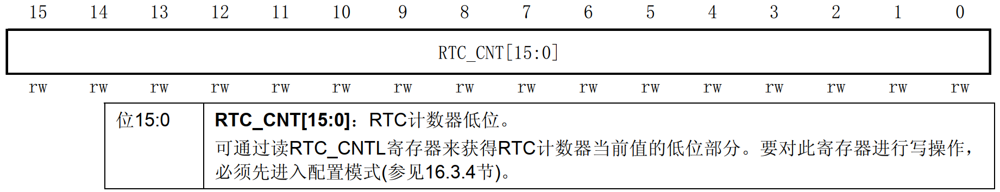 15 14 13 12 11 10 9 8 7 6 5 4 3 2 1 0
RTC_CNT[15:0]
rw rw rw rw rw rw rw rw rw rw rw rw rw rw rw rw
位15:0 RTC_CNT[15:0]：RTC计数器低位。
可通过读RTC_CNTL寄存器来获得RTC计数器当前值的低位部分。要对此寄存器进行写操作，
必须先进入配置模式(参见16.3.4节)。